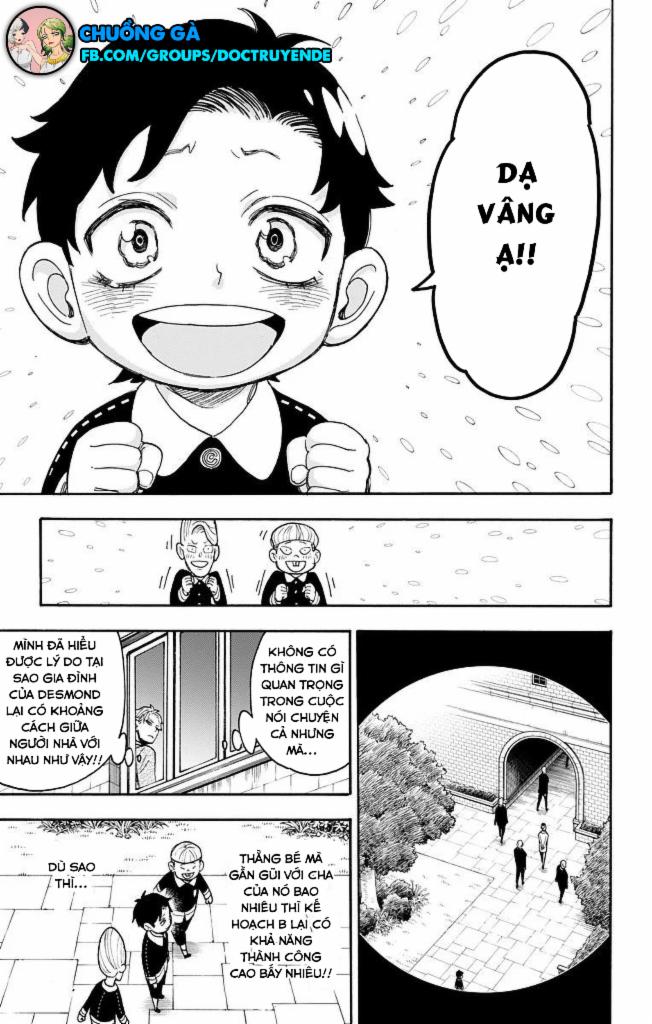 CHUỒNG GÀ
FB.COM/GROUPS/DOCTRUYENDE
DẠ
VÂNG
Ạ!!
KHÔNG CÓ
THÔNG TIN GÌ
QUAN TRỌNG
TRONG CUỘC
NÓI CHUYỆN
CẢ NHƯNG
MÀ...
MÌNH ĐÃ HIỂU
ĐƯỢC LÝ DO TẠI
SAO GIA ĐÌNH
CỦA DESMOND
LẠI CÓ KHOẢNG
CÁCH GIỮA
NGƯỜI NHÀ VỚI
NHAU NHƯ VẬY!!
THẰNG BÉ MÀ
GẦN GŨI VỚI CHA
CỦA NÓ BAO
NHIÊU THÌ KẾ
HOẠCH B LẠI CÓ
KHẢ NĂNG
THÀNH CÔNG
CAO BẤY NHIÊU!!
DÙ SAO
THÌ...